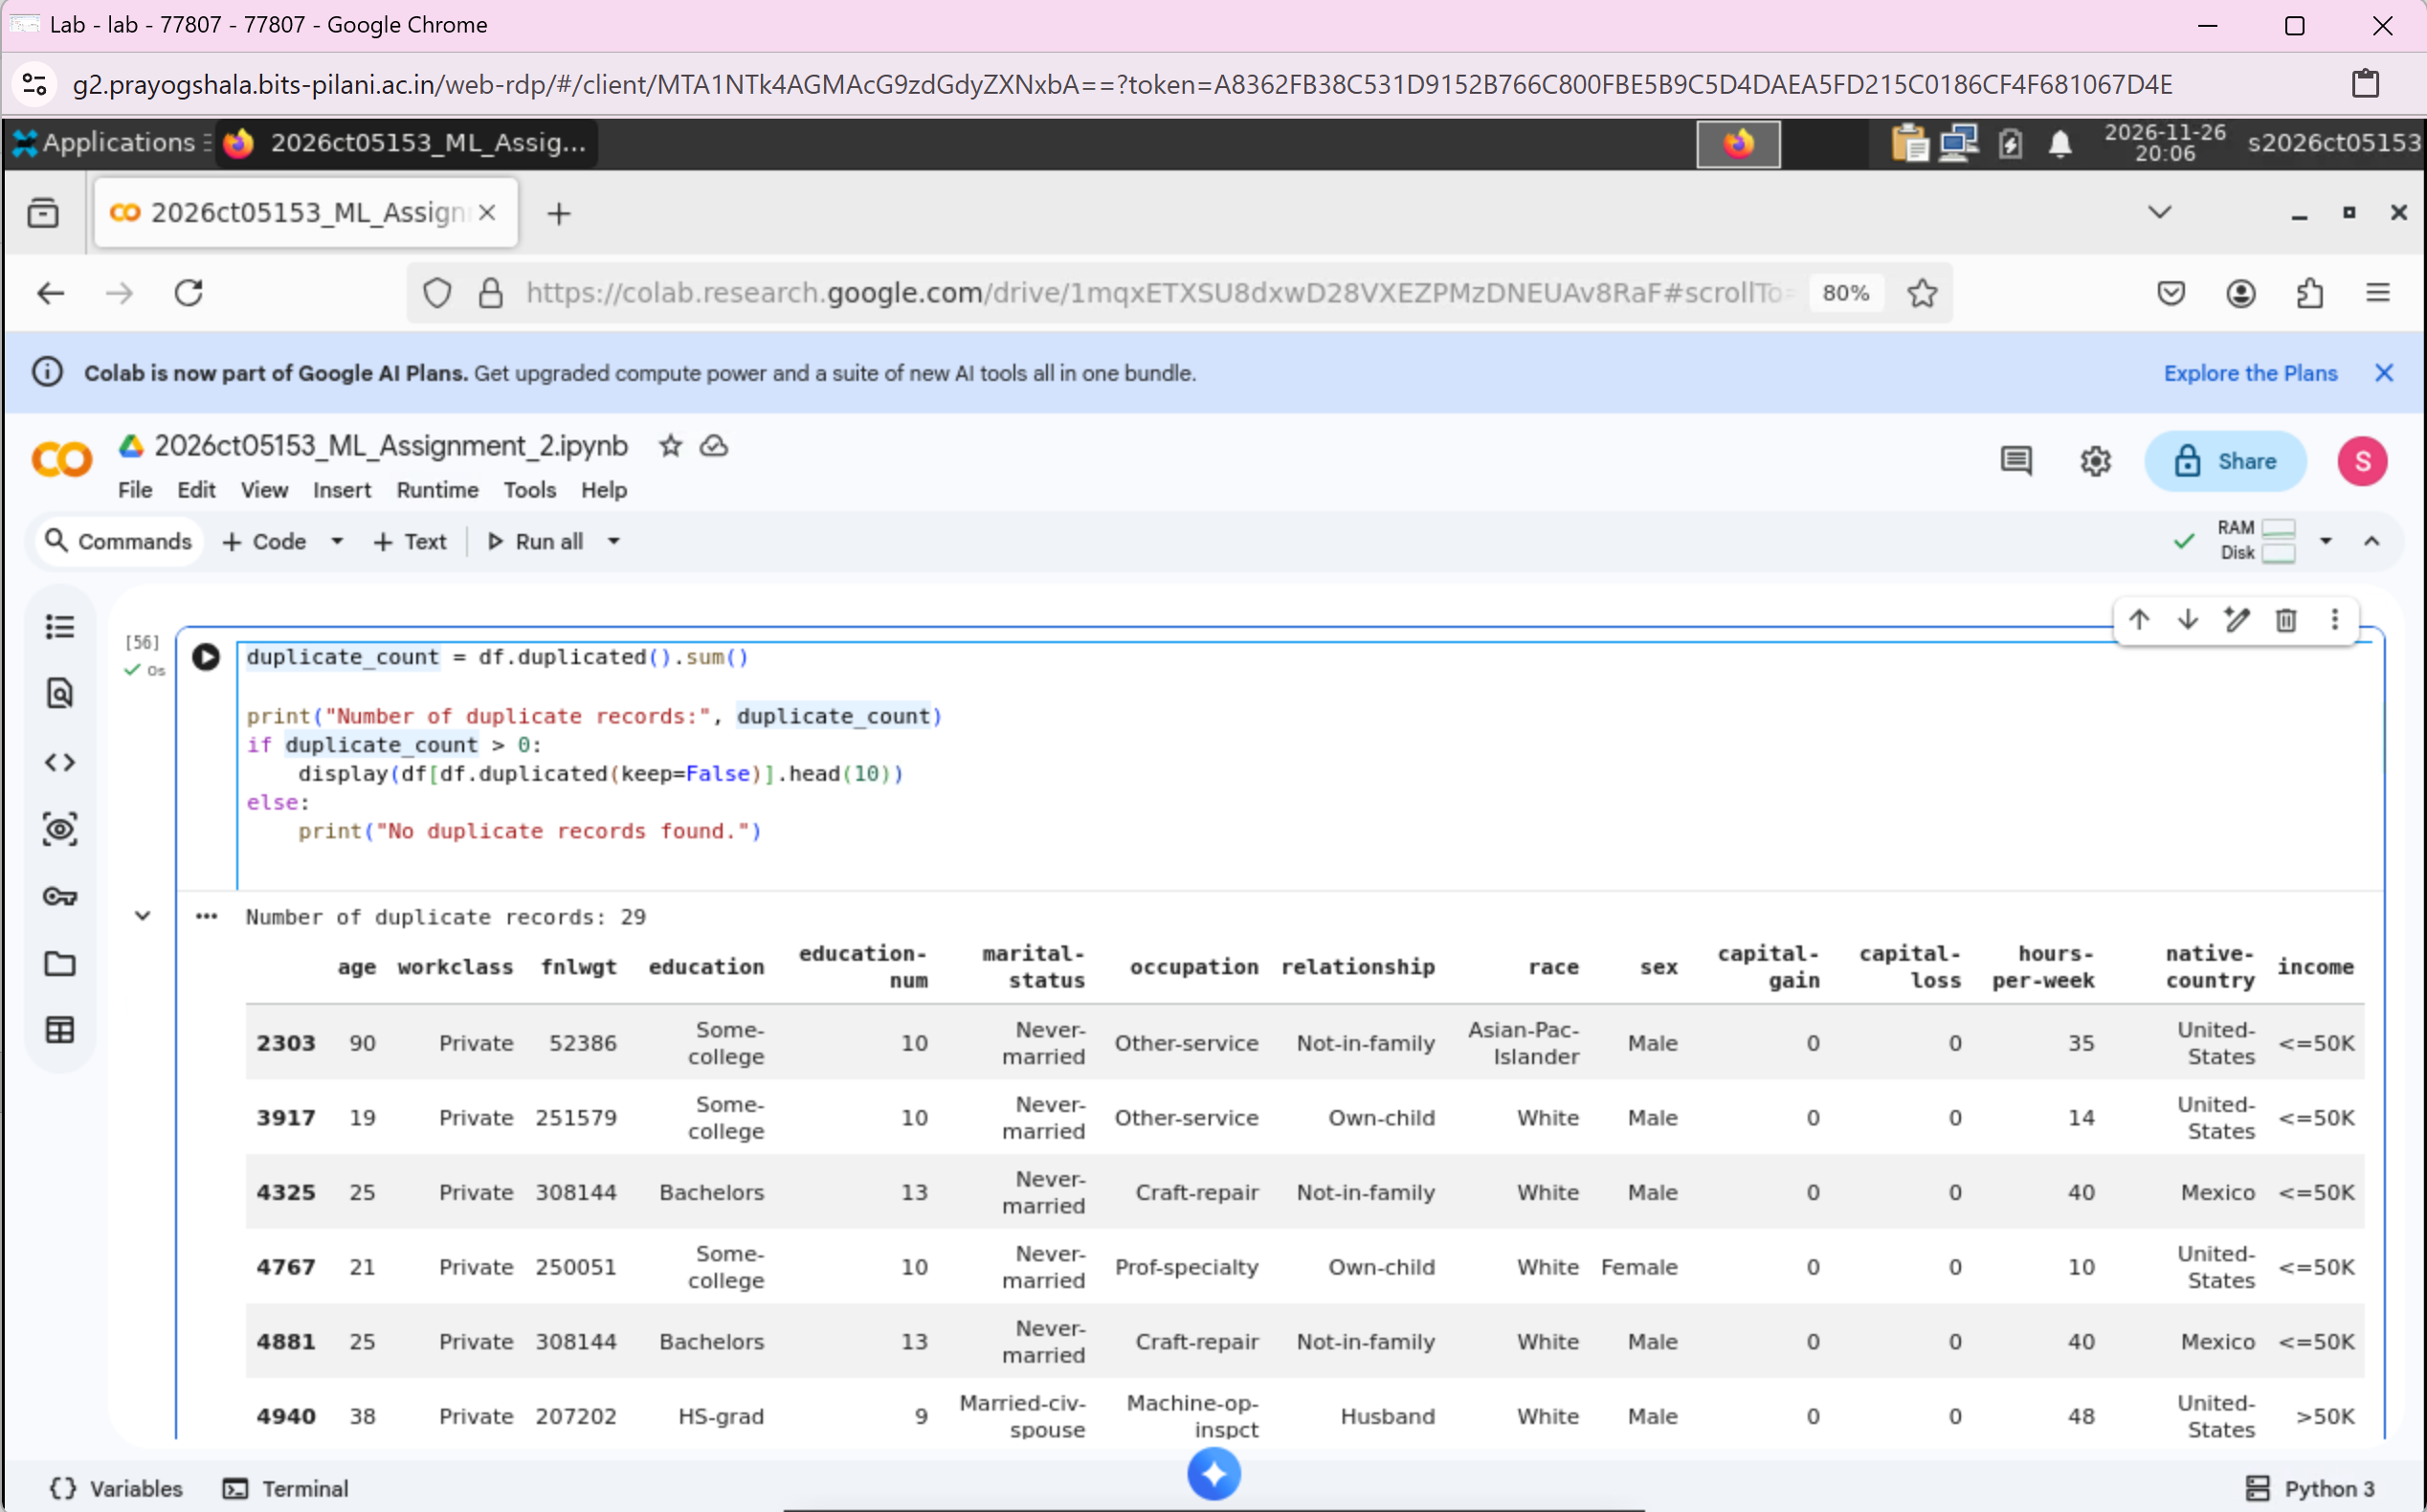 Lab - lab - 77807 - 77807 - Google Chrome
g2.prayogshala.bits-pilani.ac.in/web-rdp/#/client/MTA1NTk4AGMAcG9zdGdyZXNxbA==?token=A8362FB38C531D9152B766C800FBE5B9C5D4DAEA5FD215C0186CF4F681067D4E
Applications 2026ct05153_ML_Assig... 2026-11-26 s2026ct05153
20:06
2026ct05153_ML_Assign
https://colab.research.google.com/drive/1mqxETXSU8dxwD28VXEZPMzDNEUAv8RaF#scrollTo= 80%
Colab is now part of Google AI Plans. Get upgraded compute power and a suite of new AI tools all in one bundle. Explore the Plans
2026ct05153_ML_Assignment_2.ipynb
File Edit View Insert Runtime Tools Help
Share S
Commands + Code + Text Run all RAM
Disk
[56]
0s
duplicate_count = df.duplicated().sum()
print("Number of duplicate records:", duplicate_count)
if duplicate_count > 0:
display(df[df.duplicated(keep=False)].head(10))
else:
print("No duplicate records found.")
Number of duplicate records: 29
age workclass fnlwgt education education-num marital-status occupation relationship race sex capital-gain capital-loss hours-per-week native-country income
2303 90 Private 52386 Some-college 10 Never-married Other-service Not-in-family Asian-Pac-Islander Male 0 0 35 United-States <=50K
3917 19 Private 251579 Some-college 10 Never-married Other-service Own-child White Male 0 0 14 United-States <=50K
4325 25 Private 308144 Bachelors 13 Never-married Craft-repair Not-in-family White Male 0 0 40 Mexico <=50K
4767 21 Private 250051 Some-college 10 Never-married Prof-specialty Own-child White Female 0 0 10 United-States <=50K
4881 25 Private 308144 Bachelors 13 Never-married Craft-repair Not-in-family White Male 0 0 40 Mexico <=50K
4940 38 Private 207202 HS-grad 9 Married-civ-spouse Machine-op-inspct Husband White Male 0 0 48 United-States >50K
Variables Terminal Python 3